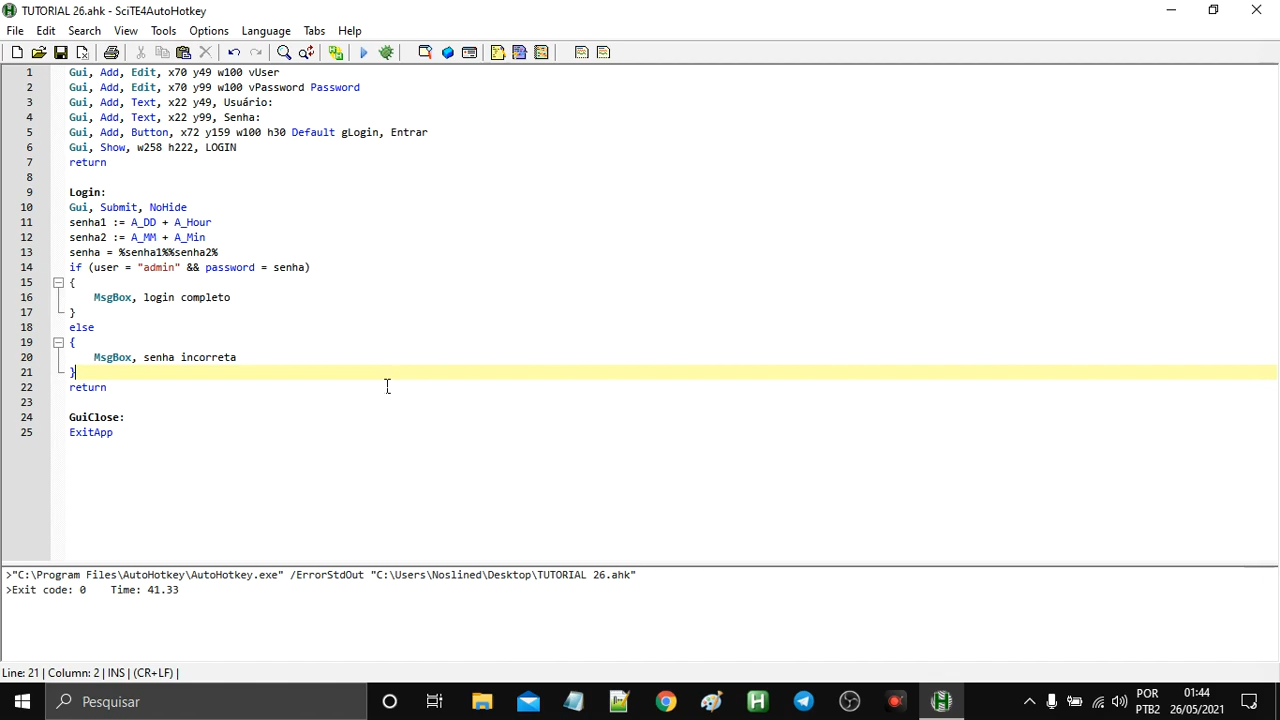 TUTORIAL 26.ahk - SciTE4AutoHotkey
File Edit Search View Tools Options Language Tabs Help
1 Gui, Add, Edit, x70 y49 w100 vUser
2 Gui, Add, Edit, x70 y99 w100 vPassword Password
3 Gui, Add, Text, x22 y49, Usuário:
4 Gui, Add, Text, x22 y99, Senha:
5 Gui, Add, Button, x72 y159 w100 h30 Default gLogin, Entrar
6 Gui, Show, w258 h222, LOGIN
7 return
8
9 Login:
10 Gui, Submit, NoHide
11 senha1 := A_DD + A_Hour
12 senha2 := A_MM + A_Min
13 senha = %senha1%%senha2%
14 if (user = "admin" && password = senha)
15 {
16 MsgBox, login completo
17 }
18 else
19 {
20 MsgBox, senha incorreta
21 }
22 return
23
24 GuiClose:
25 ExitApp
>"C:\Program Files\AutoHotkey\AutoHotkey.exe" /ErrorStdOut "C:\Users\Noslined\Desktop\TUTORIAL 26.ahk"
>Exit code: 0 Time: 41.33
Line: 21 | Column: 2 | INS | (CR+LF) |
Pesquisar
POR 01:44
PTB2 26/05/2021